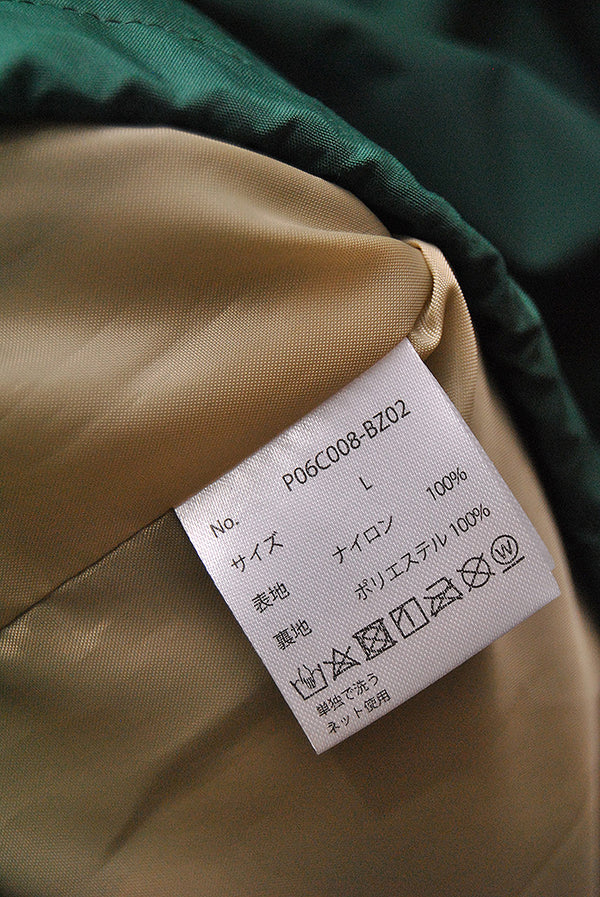 No. P06C008-BZ02
サイズ L
表地 ナイロン 100%
裏地 ポリエステル 100%
W
単独で洗う
ネット使用